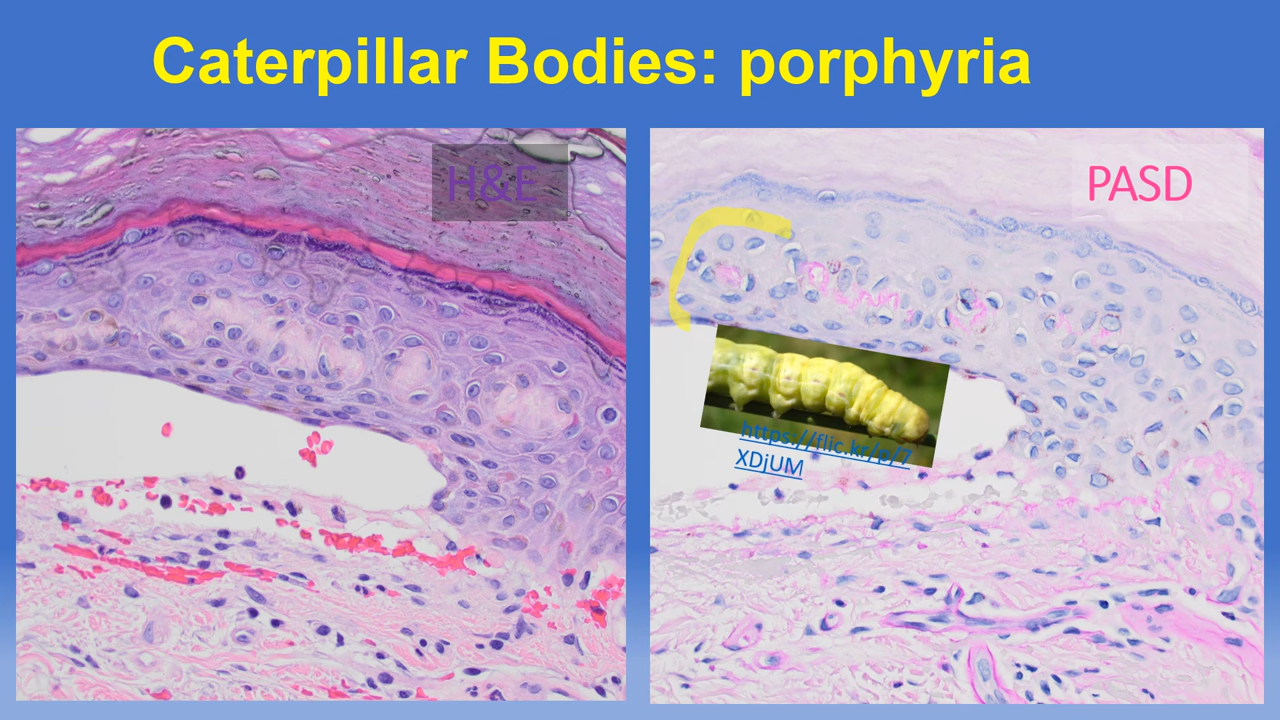 Caterpillar Bodies: porphyria
H&E
PASD
https://flic.kr/p/7
XDjUM